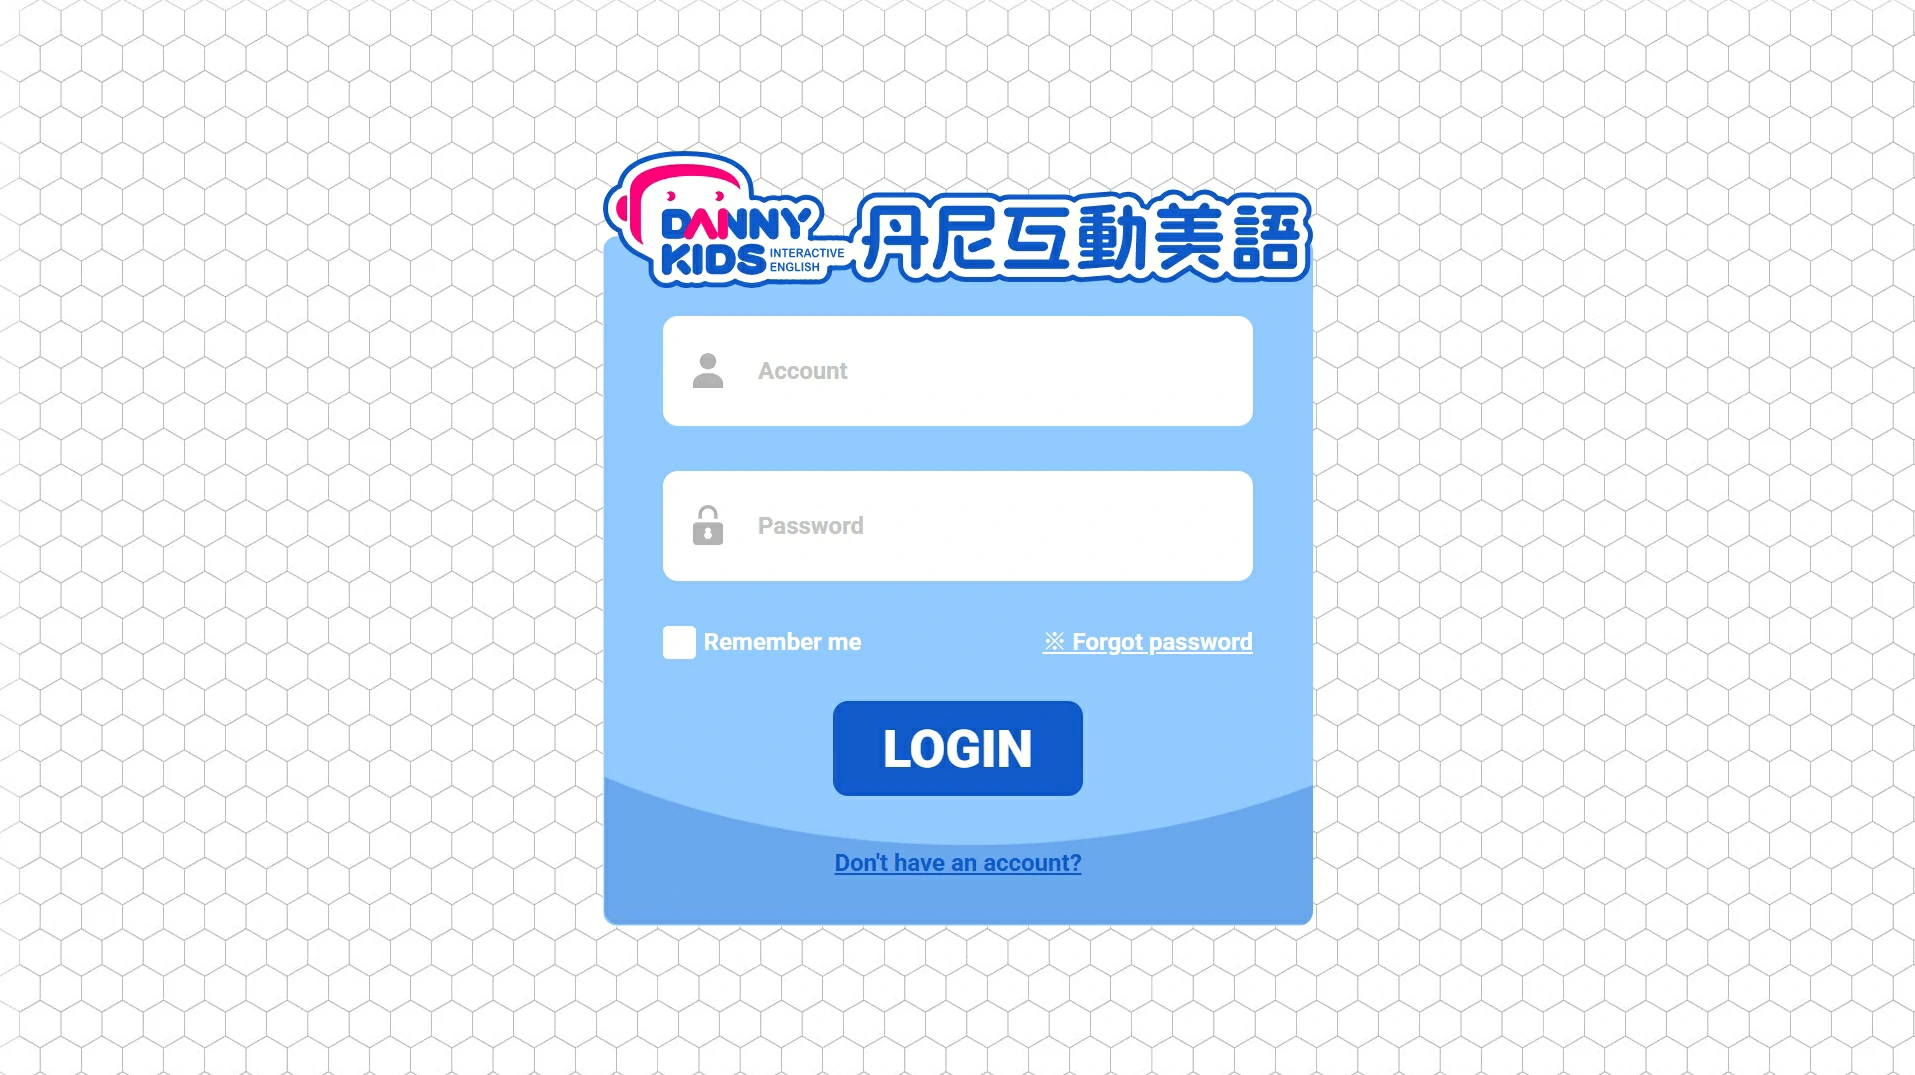 DANNY
KIDS INTERACTIVE
ENGLISH
丹尼互動美語
Account
Password
Remember me
※ Forgot password
LOGIN
Don't have an account?